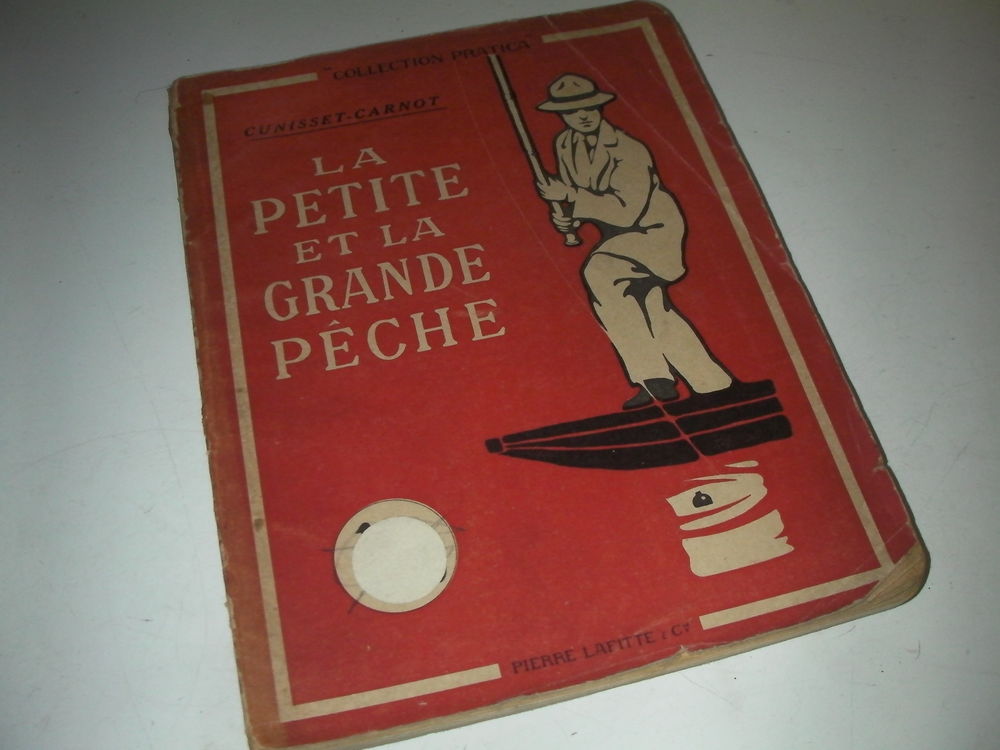 "COLLECTION PRATICA"
CUNISSET-CARNOT
LA
PETITE
ET LA
GRANDE
PÊCHE
PIERRE LAFITTE & Cie